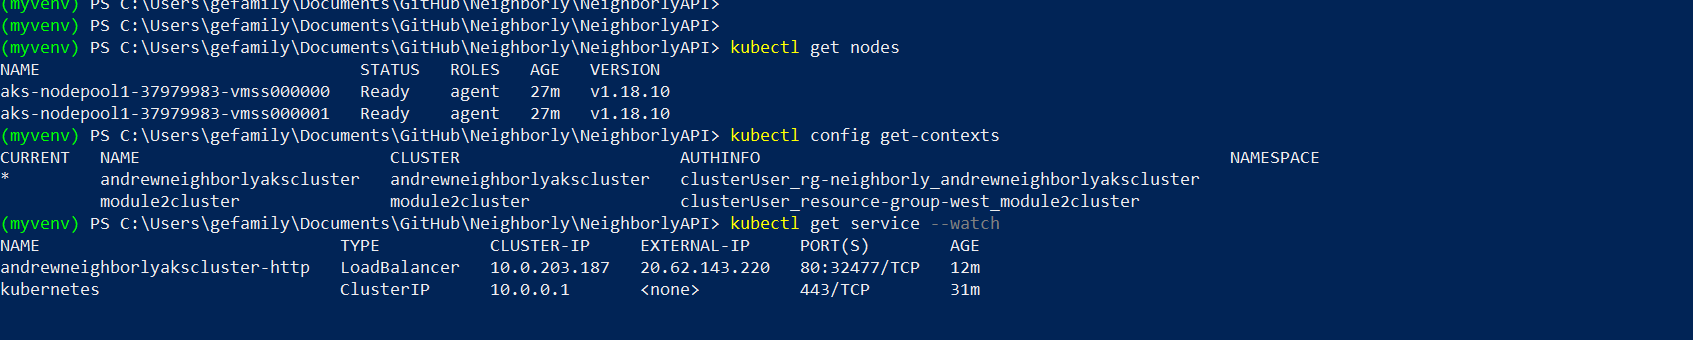 (myvenv) PS C:\Users\gefamily\Documents\GitHub\Neighborly\NeighborlyAPI>
(myvenv) PS C:\Users\gefamily\Documents\GitHub\Neighborly\NeighborlyAPI>
(myvenv) PS C:\Users\gefamily\Documents\GitHub\Neighborly\NeighborlyAPI> kubectl get nodes
NAME STATUS ROLES AGE VERSION
aks-nodepool1-37979983-vmss000000 Ready agent 27m v1.18.10
aks-nodepool1-37979983-vmss000001 Ready agent 27m v1.18.10
(myvenv) PS C:\Users\gefamily\Documents\GitHub\Neighborly\NeighborlyAPI> kubectl config get-contexts
CURRENT NAME CLUSTER AUTHINFO NAMESPACE
* andrewneighborlyakscluster andrewneighborlyakscluster clusterUser_rg-neighborly_andrewneighborlyakscluster
module2cluster module2cluster clusterUser_resource-group-west_module2cluster
(myvenv) PS C:\Users\gefamily\Documents\GitHub\Neighborly\NeighborlyAPI> kubectl get service --watch
NAME TYPE CLUSTER-IP EXTERNAL-IP PORT(S) AGE
andrewneighborlyakscluster-http LoadBalancer 10.0.203.187 20.62.143.220 80:32477/TCP 12m
kubernetes ClusterIP 10.0.0.1 <none> 443/TCP 31m